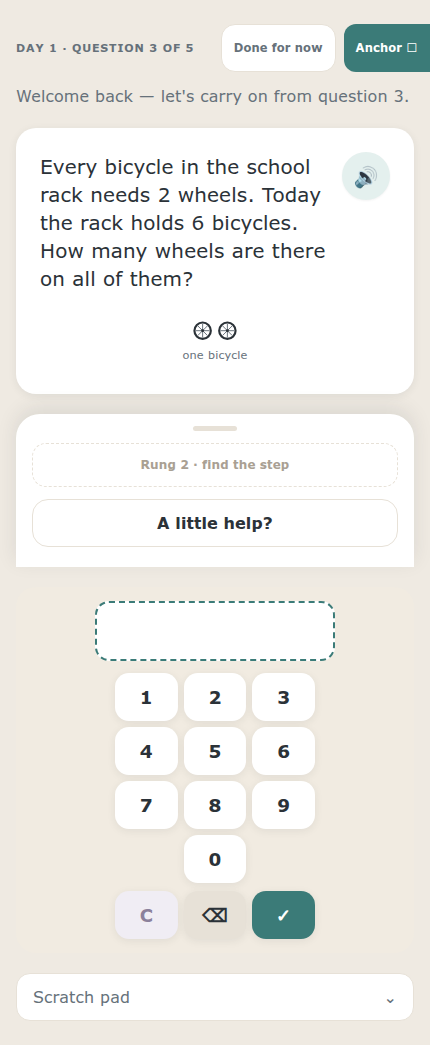 DAY 1 · QUESTION 3 OF 5
Done for now
Anchor ☐
Welcome back — let's carry on from question 3.
Every bicycle in the school
rack needs 2 wheels. Today
the rack holds 6 bicycles.
How many wheels are there
on all of them?
one bicycle
Rung 2 · find the step
A little help?
1 2 3
4 5 6
7 8 9
0
C ⌫ ✓
Scratch pad